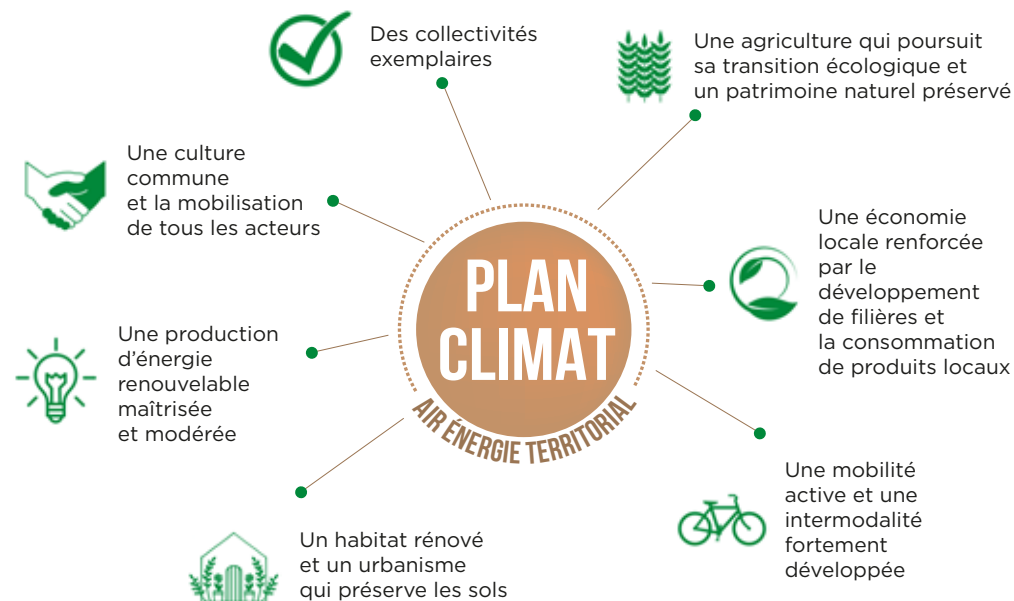 Des collectivités
exemplaires
Une agriculture qui poursuit
sa transition écologique et
un patrimoine naturel préservé
Une culture
commune
et la mobilisation
de tous les acteurs
Une économie
locale renforcée
par le
développement
de filières et
la consommation
de produits locaux
PLAN
CLIMAT
AIR ÉNERGIE TERRITORIAL
Une production
d’énergie
renouvelable
maîtrisée
et modérée
Une mobilité
active et une
intermodalité
fortement
développée
Un habitat rénové
et un urbanisme
qui préserve les sols